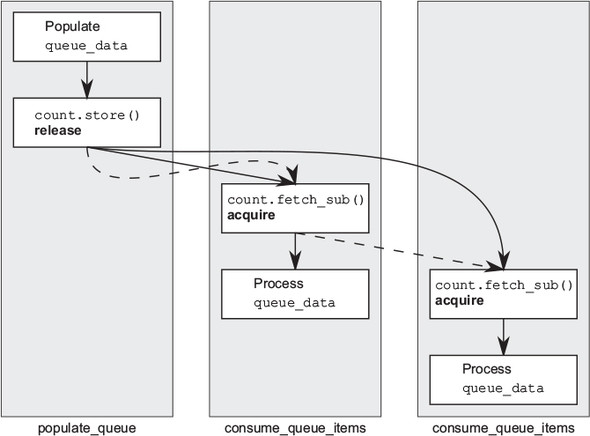 Populate
queue_data
count.store()
release
count.fetch_sub()
acquire
Process
queue_data
count.fetch_sub()
acquire
Process
queue_data
populate_queue
consume_queue_items
consume_queue_items